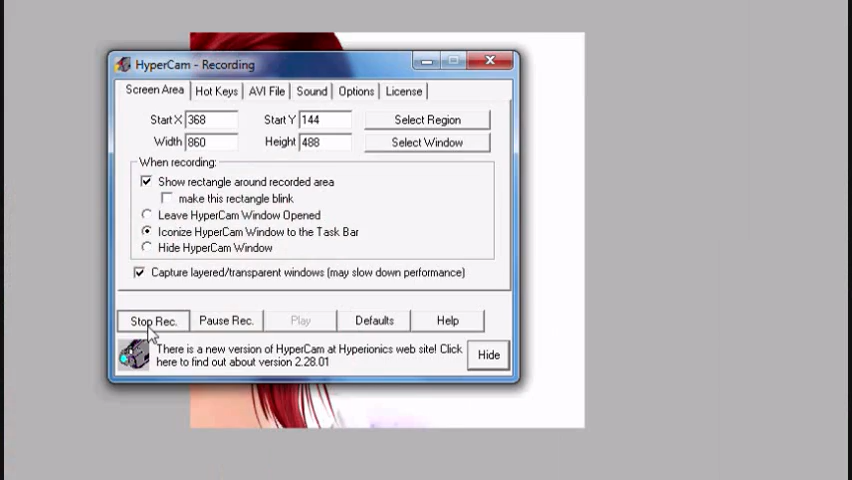 HyperCam - Recording
Screen Area Hot Keys AVI File Sound Options License
Start X 368 Start Y 144 Select Region
Width 860 Height 488 Select Window
When recording:
Show rectangle around recorded area
make this rectangle blink
Leave HyperCam Window Opened
Iconize HyperCam Window to the Task Bar
Hide HyperCam Window
Capture layered/transparent windows (may slow down performance)
Stop Rec. Pause Rec. Play Defaults Help
There is a new version of HyperCam at Hyperionics web site! Click
here to find out about version 2.28.01
Hide